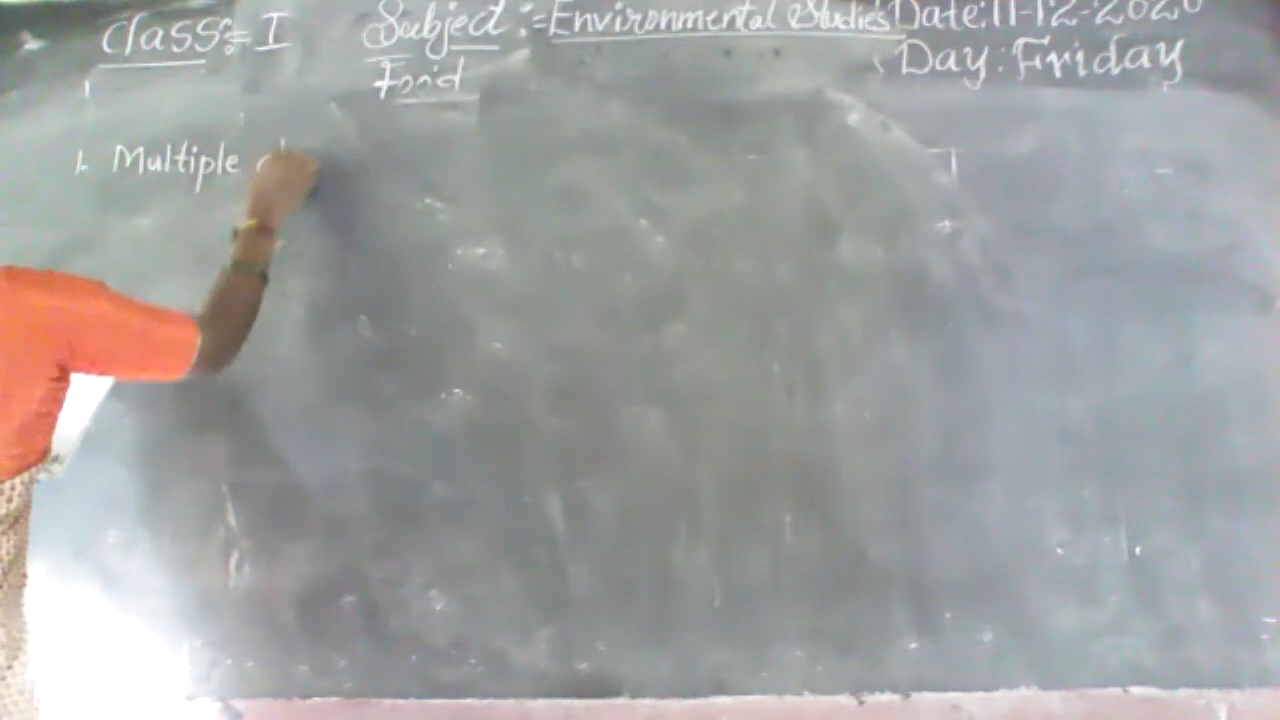 Class:= I Subject:= Environmental Studies Date: 11-12-2020
Food Day: Friday
1. Multiple